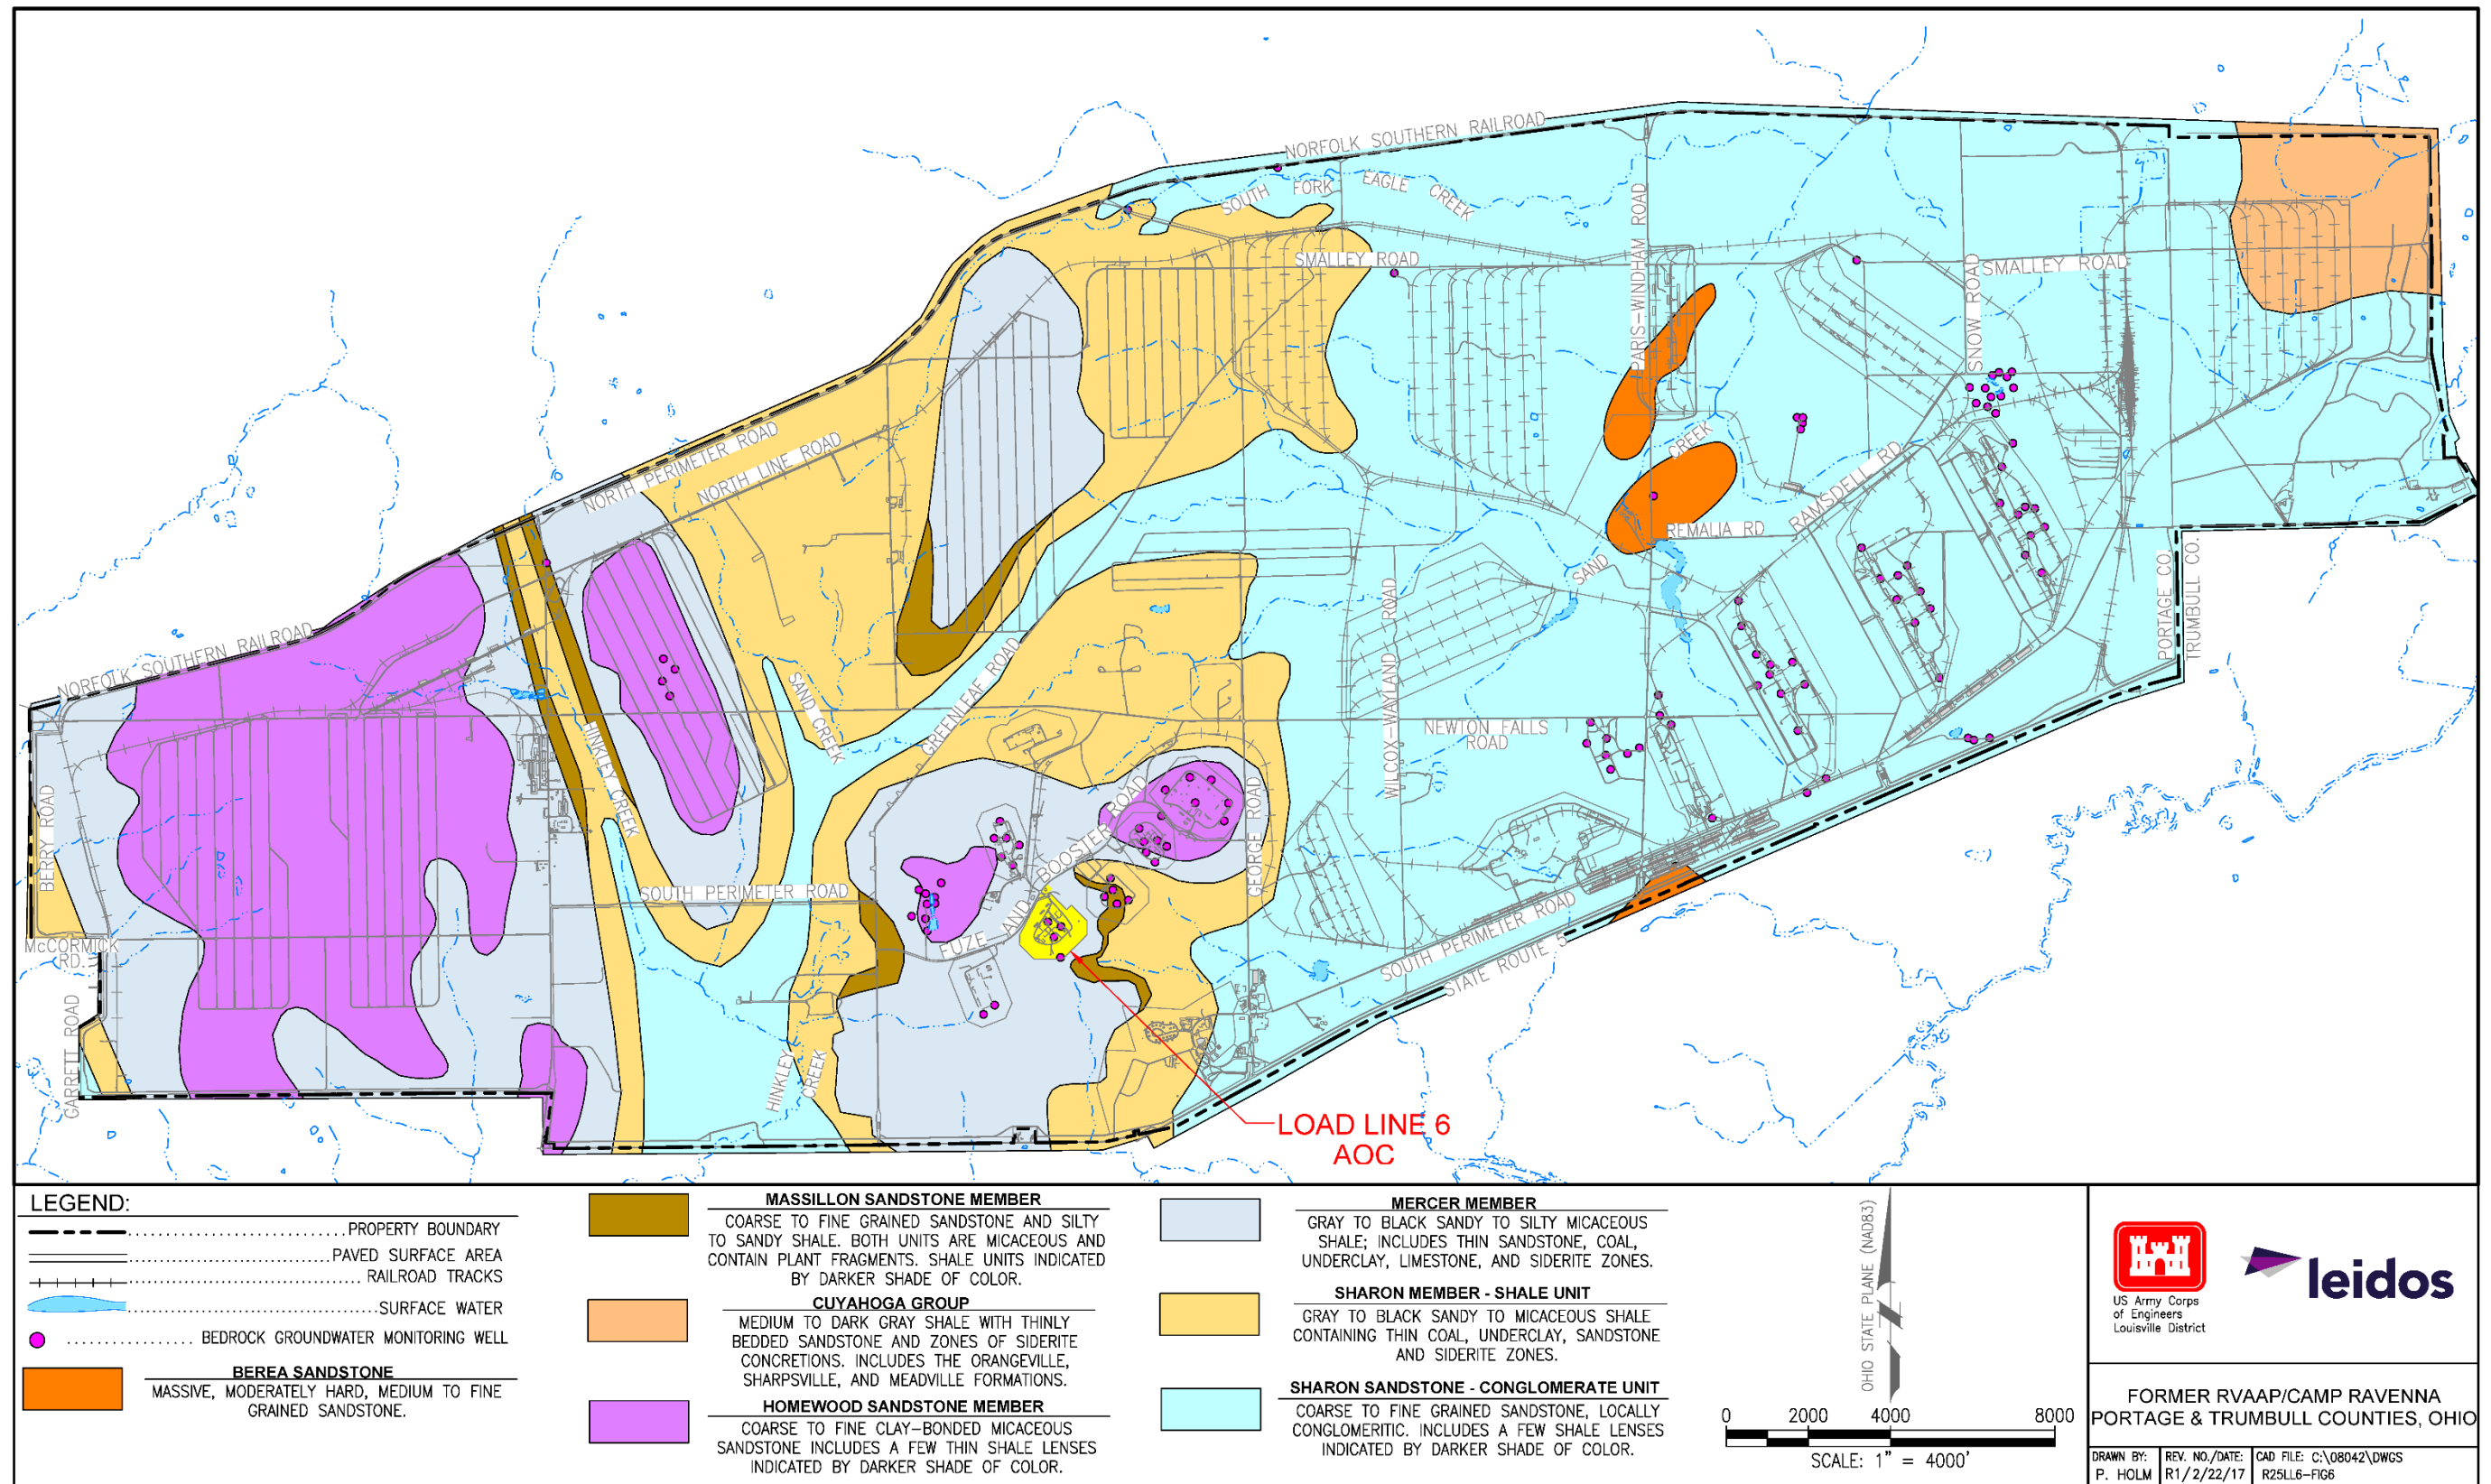 NORFOLK SOUTHERN RAILROAD
SOUTH FORK EAGLE CREEK
PARIS-WINDHAM ROAD
SMALLEY ROAD
SNOW ROAD
SMALLEY ROAD
NORTH PERIMETER ROAD
NORTH LINE ROAD
CREEK
RAMSDELL RD
REMALIA RD
SAND
PORTAGE CO.
TRUMBULL CO.
NORFOLK SOUTHERN RAILROAD
WILCOX-WAYLAND ROAD
SAND CREEK
GREENLEAF ROAD
HINKLEY CREEK
NEWTON FALLS
ROAD
BERRY ROAD
BOOSTER ROAD
GEORGE ROAD
SOUTH PERIMETER ROAD
FUZE AND
McCORMICK
RD.
SOUTH PERIMETER ROAD
STATE ROUTE 5
GARRETT ROAD
HINKLEY
CREEK
LOAD LINE 6
AOC
LEGEND:
PROPERTY BOUNDARY
PAVED SURFACE AREA
RAILROAD TRACKS
SURFACE WATER
BEDROCK GROUNDWATER MONITORING WELL
BEREA SANDSTONE
MASSIVE, MODERATELY HARD, MEDIUM TO FINE
GRAINED SANDSTONE.
MASSILLON SANDSTONE MEMBER
COARSE TO FINE GRAINED SANDSTONE AND SILTY
TO SANDY SHALE. BOTH UNITS ARE MICACEOUS AND
CONTAIN PLANT FRAGMENTS. SHALE UNITS INDICATED
BY DARKER SHADE OF COLOR.
CUYAHOGA GROUP
MEDIUM TO DARK GRAY SHALE WITH THINLY
BEDDED SANDSTONE AND ZONES OF SIDERITE
CONCRETIONS. INCLUDES THE ORANGEVILLE,
SHARPSVILLE, AND MEADVILLE FORMATIONS.
HOMEWOOD SANDSTONE MEMBER
COARSE TO FINE CLAY-BONDED MICACEOUS
SANDSTONE INCLUDES A FEW THIN SHALE LENSES
INDICATED BY DARKER SHADE OF COLOR.
MERCER MEMBER
GRAY TO BLACK SANDY TO SILTY MICACEOUS
SHALE; INCLUDES THIN SANDSTONE, COAL,
UNDERCLAY, LIMESTONE, AND SIDERITE ZONES.
SHARON MEMBER - SHALE UNIT
GRAY TO BLACK SANDY TO MICACEOUS SHALE
CONTAINING THIN COAL, UNDERCLAY, SANDSTONE
AND SIDERITE ZONES.
SHARON SANDSTONE - CONGLOMERATE UNIT
COARSE TO FINE GRAINED SANDSTONE, LOCALLY
CONGLOMERITIC. INCLUDES A FEW SHALE LENSES
INDICATED BY DARKER SHADE OF COLOR.
OHIO STATE PLANE (NAD83)
0 2000 4000 8000
SCALE: 1" = 4000'
US Army Corps
of Engineers
Louisville District
leidos
FORMER RVAAP/CAMP RAVENNA
PORTAGE & TRUMBULL COUNTIES, OHIO
DRAWN BY:
P. HOLM
REV. NO./DATE:
R1/2/22/17
CAD FILE: C:\08042\DWGS
R25LL6-FIG6